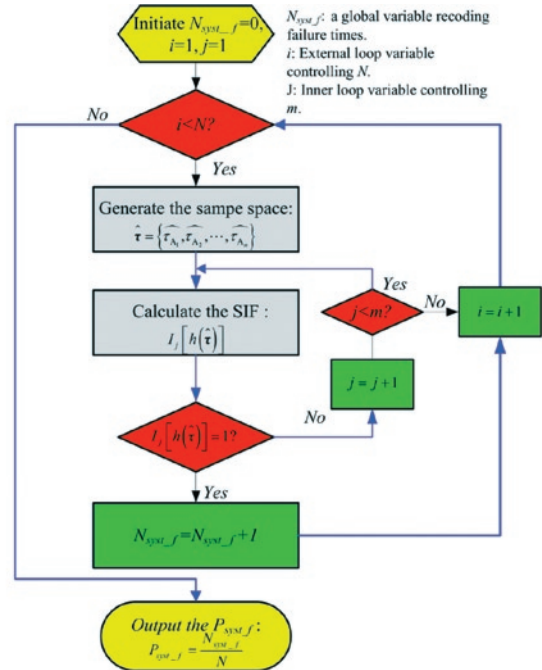 Initiate N_syst_f=0,
i=1, j=1
N_syst_f: a global variable recoding
failure times.
i: External loop variable
controlling N.
J: Inner loop variable controlling
m.
No
i<N?
Yes
Generate the sampe space:
τ̂ = {τ̂_A₁, τ̂_A₂, ⋯, τ̂_Aₙ}
Yes
j<m?
No
i=i+1
Calculate the SIF :
I_j[h(τ̂)]
j=j+1
No
I_j[h(τ̂)]=1?
Yes
N_syst_f=N_syst_f+1
Output the P_syst_f:
P_syst_f = N_syst_f / N